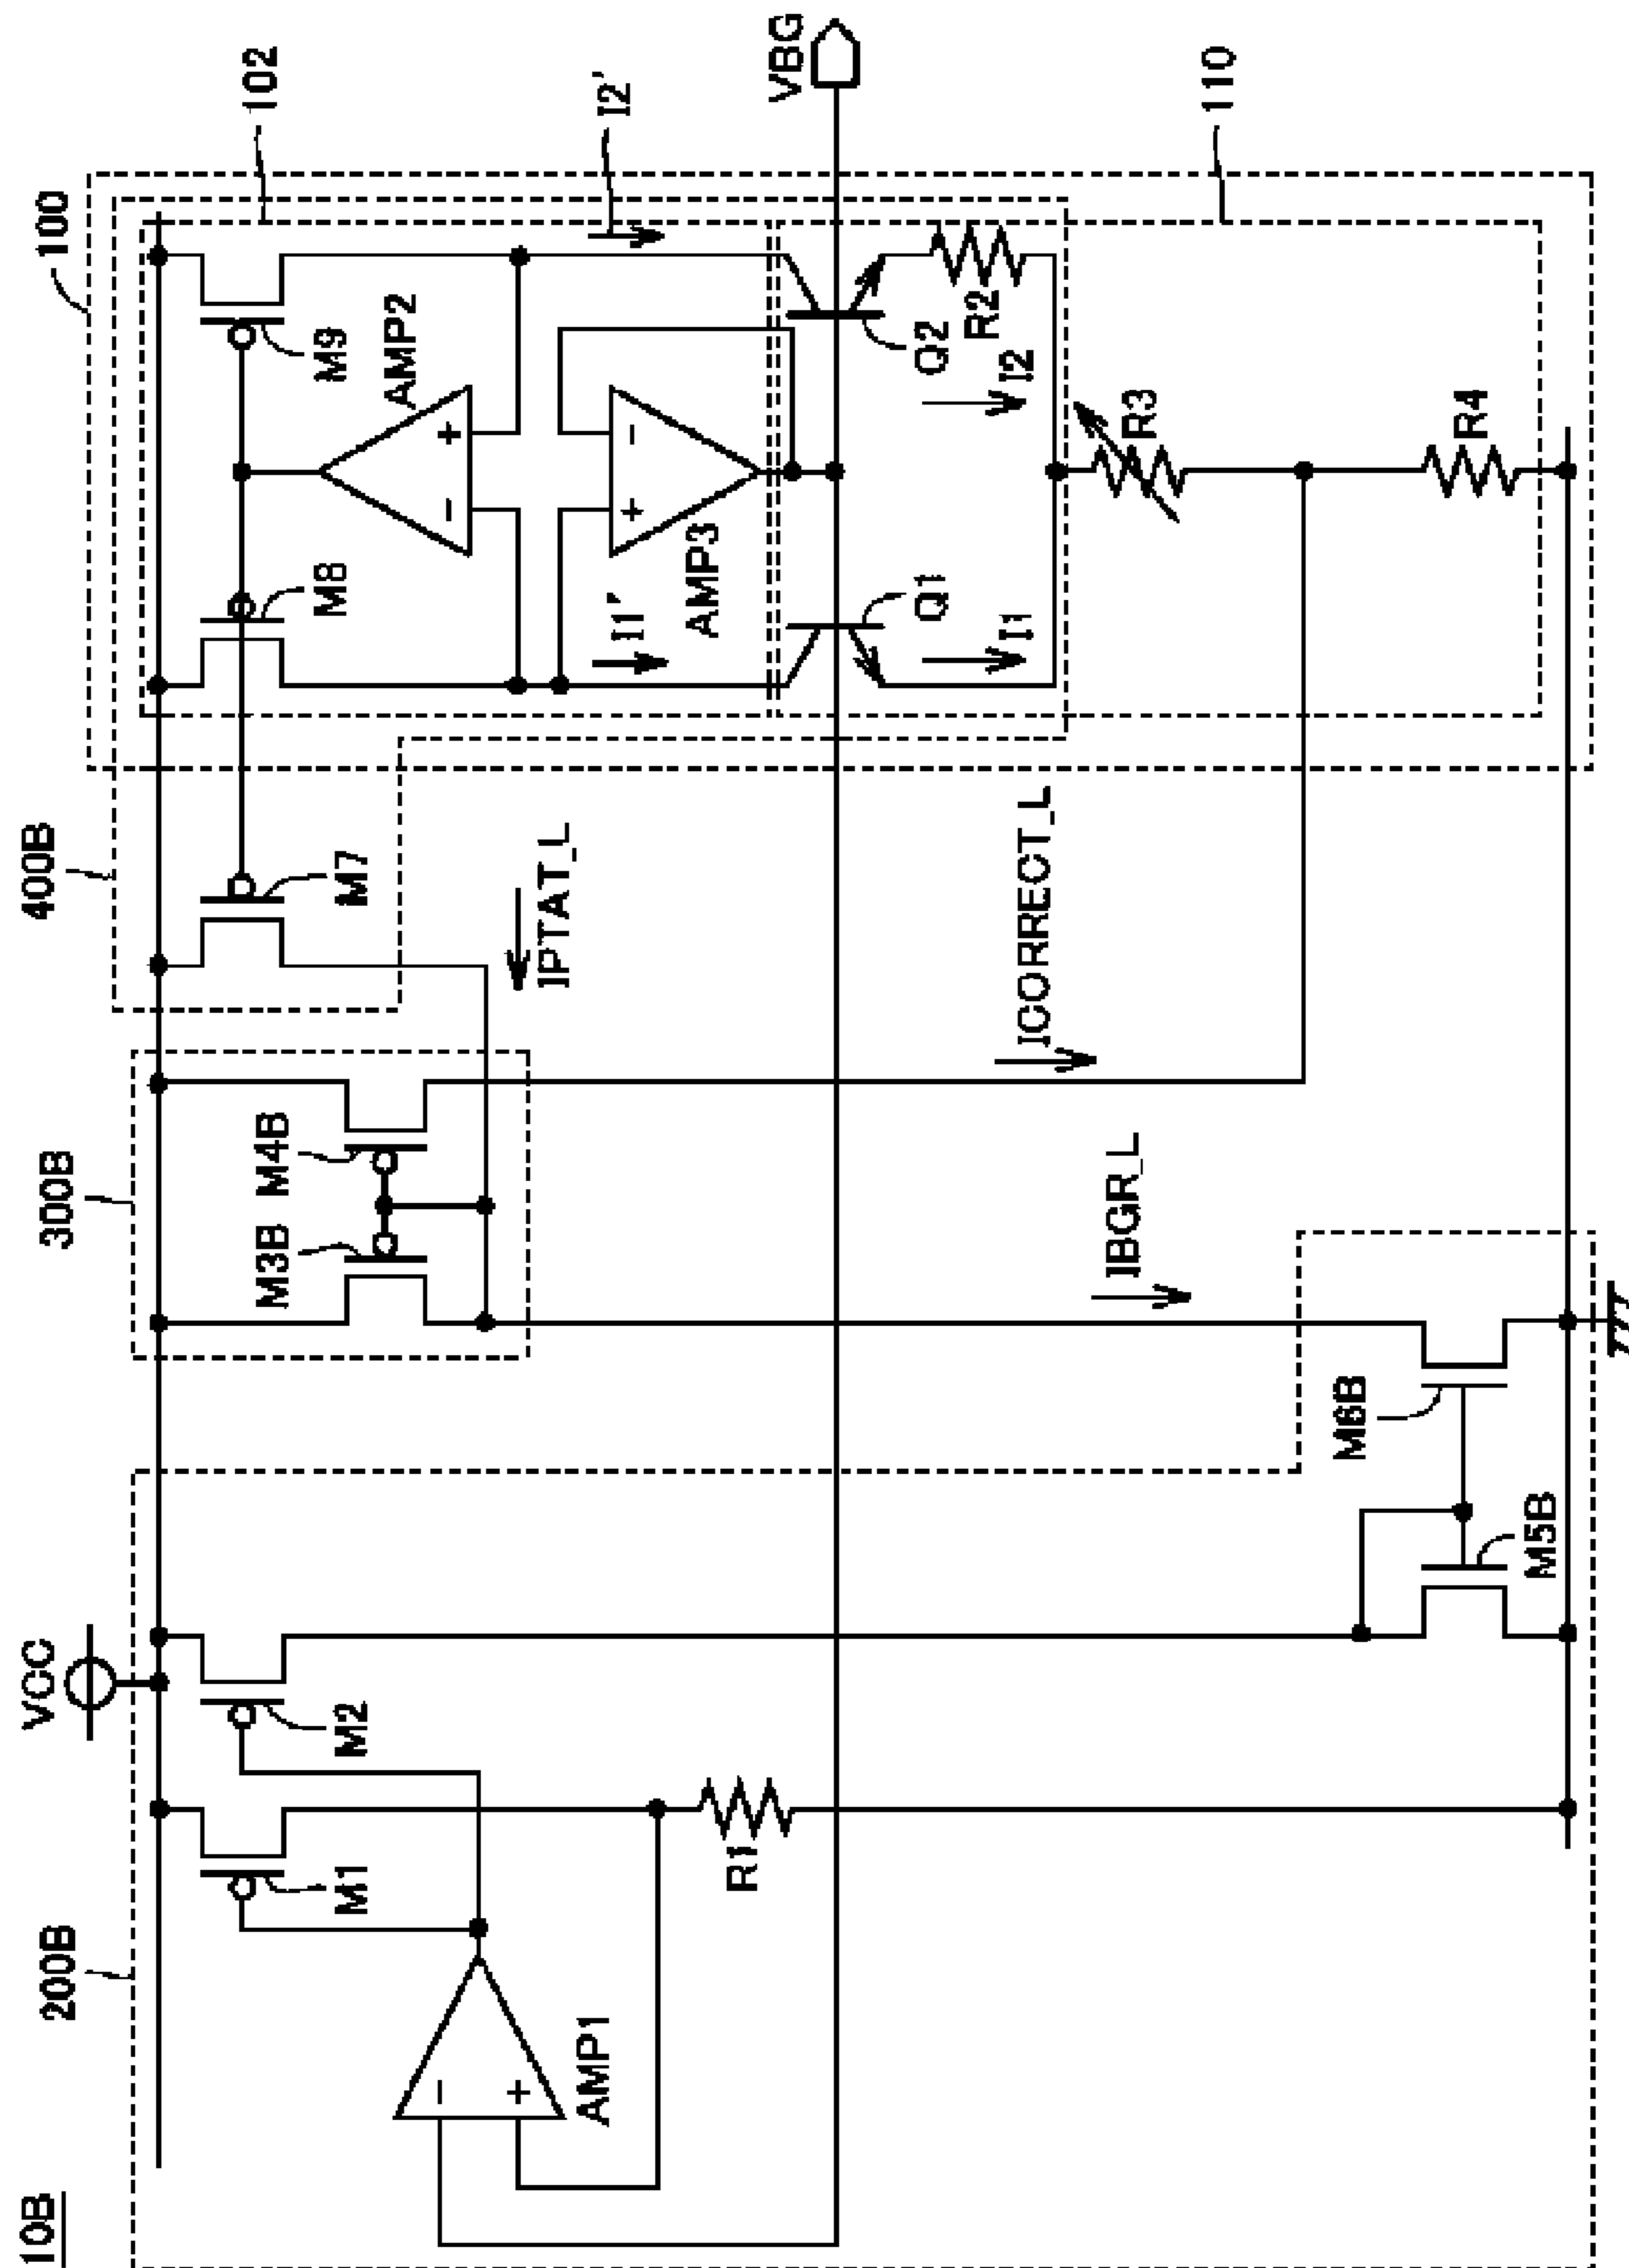 10B
200B
VCC
300B
400B
100
102
M1
M2
M3B
M4B
M7
M8
M9
AMP1
-
+
AMP2
-
+
AMP3
+
-
I1'
I2'
IPTAT_L
VBG
R1
Q1
Q2
R2
I1
I2
ICORRECT_L
IBGR_L
R3
R4
110
M5B
M6B